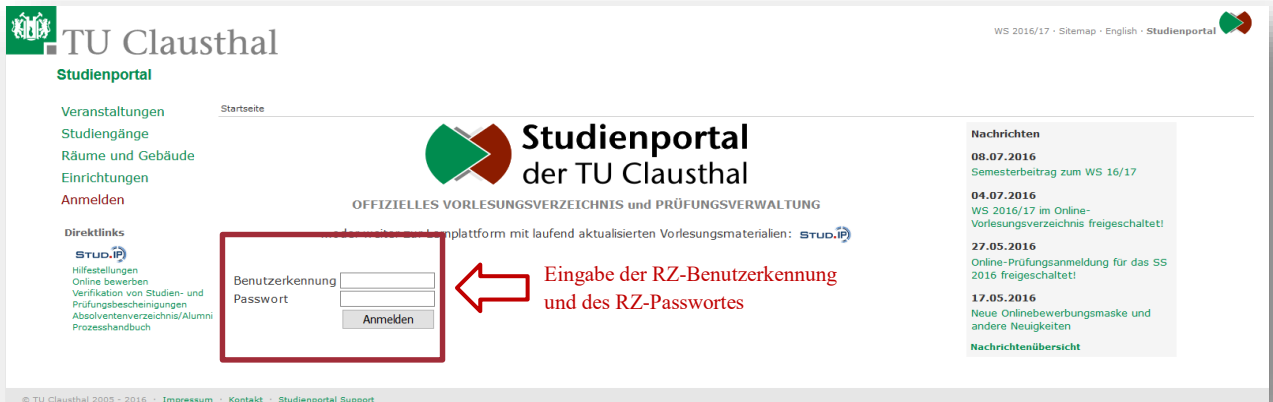 TU Clausthal
WS 2016/17 · Sitemap · English · Studienportal
Studienportal
Veranstaltungen
Studiengänge
Räume und Gebäude
Einrichtungen
Anmelden
Direktlinks
STUD.IP
Hilfestellungen
Online bewerben
Verifikation von Studien- und
Prüfungsbescheinigungen
Absolventenverzeichnis/Alumni
Prozesshandbuch
Startseite
Studienportal
der TU Clausthal
OFFIZIELLES VORLESUNGSVERZEICHNIS und PRÜFUNGSVERWALTUNG
weiter zur Lernplattform mit laufend aktualisierten Vorlesungsmaterialien: STUD.IP
Benutzerkennung
Passwort
Anmelden
Eingabe der RZ-Benutzerkennung
und des RZ-Passwortes
Nachrichten
08.07.2016
Semesterbeitrag zum WS 16/17
04.07.2016
WS 2016/17 im Online-
Vorlesungsverzeichnis freigeschaltet!
27.05.2016
Online-Prüfungsanmeldung für das SS
2016 freigeschaltet!
17.05.2016
Neue Onlinebewerbungsmaske und
andere Neuigkeiten
Nachrichtenübersicht
© TU Clausthal 2005 - 2016 · Impressum · Kontakt · Studienportal Support